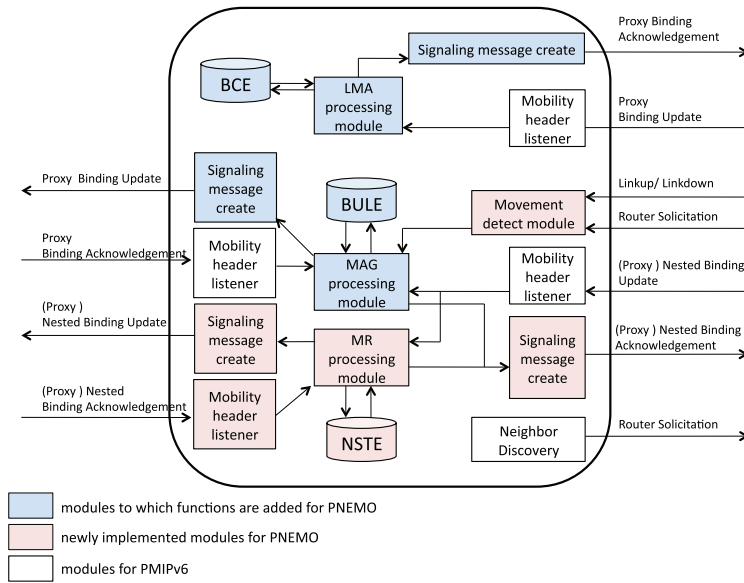 Proxy Binding
Acknowledgement
Signaling message create
BCE
LMA
processing
module
Mobility
header
listener
Proxy
Binding Update
Proxy Binding Update
Signaling
message
create
BULE
Movement
detect module
Linkup/ Linkdown
Router Solicitation
Proxy
Binding Acknowledgement
Mobility
header
listener
MAG
processing
module
Mobility
header
listener
(Proxy ) Nested Binding
Update
(Proxy )
Nested Binding Update
Signaling
message
create
MR
processing
module
Signaling
message
create
(Proxy ) Nested Binding
Acknowledgement
(Proxy ) Nested
Binding Acknowledgement
Mobility
header
listener
NSTE
Neighbor
Discovery
Router Solicitation
modules to which functions are added for PNEMO
newly implemented modules for PNEMO
modules for PMIPv6